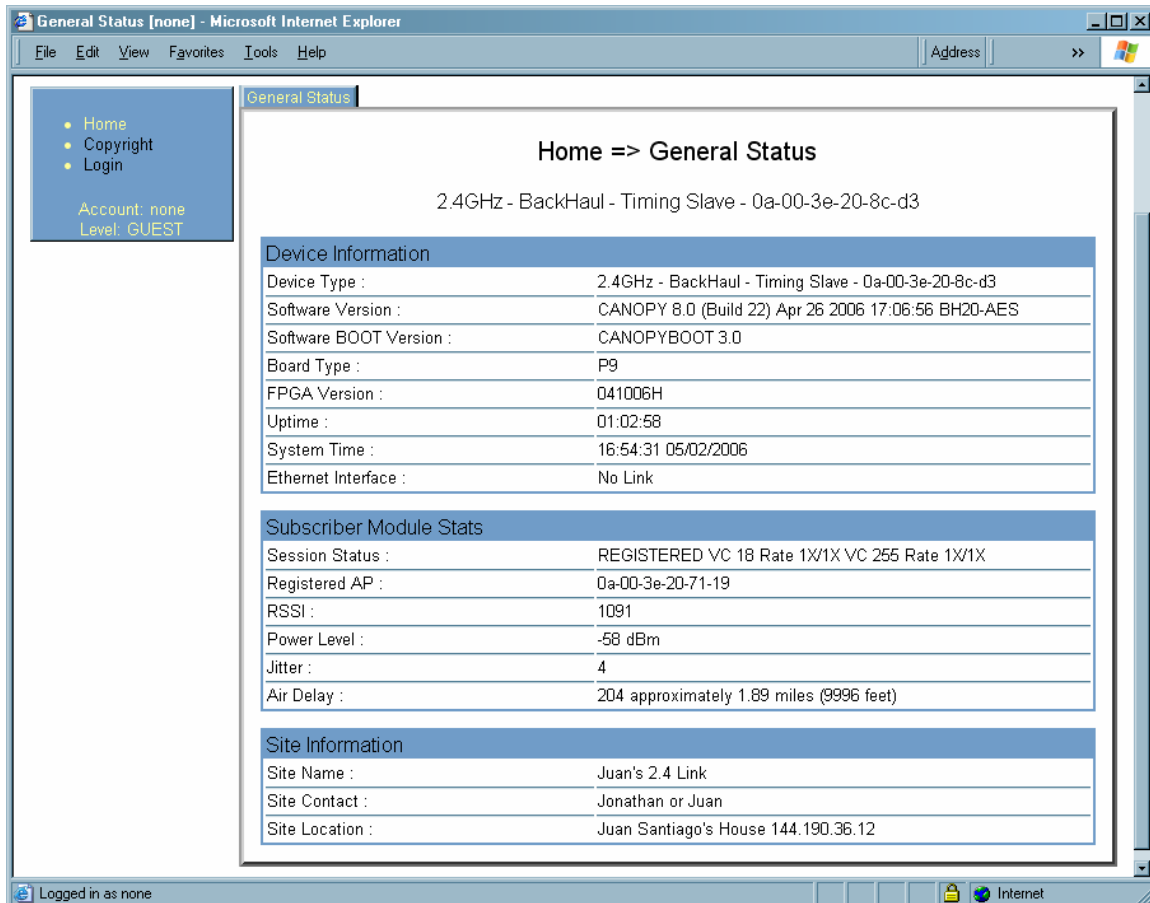 General Status [none] - Microsoft Internet Explorer
File Edit View Favorites Tools Help Address »
Home
Copyright
Login
Account: none
Level: GUEST
General Status
Home => General Status
2.4GHz - BackHaul - Timing Slave - 0a-00-3e-20-8c-d3
Device Information
Device Type : 2.4GHz - BackHaul - Timing Slave - 0a-00-3e-20-8c-d3
Software Version : CANOPY 8.0 (Build 22) Apr 26 2006 17:06:56 BH20-AES
Software BOOT Version : CANOPYBOOT 3.0
Board Type : P9
FPGA Version : 041006H
Uptime : 01:02:58
System Time : 16:54:31 05/02/2006
Ethernet Interface : No Link
Subscriber Module Stats
Session Status : REGISTERED VC 18 Rate 1X/1X VC 255 Rate 1X/1X
Registered AP : 0a-00-3e-20-71-19
RSSI : 1091
Power Level : -58 dBm
Jitter : 4
Air Delay : 204 approximately 1.89 miles (9996 feet)
Site Information
Site Name : Juan's 2.4 Link
Site Contact : Jonathan or Juan
Site Location : Juan Santiago's House 144.190.36.12
Logged in as none Internet